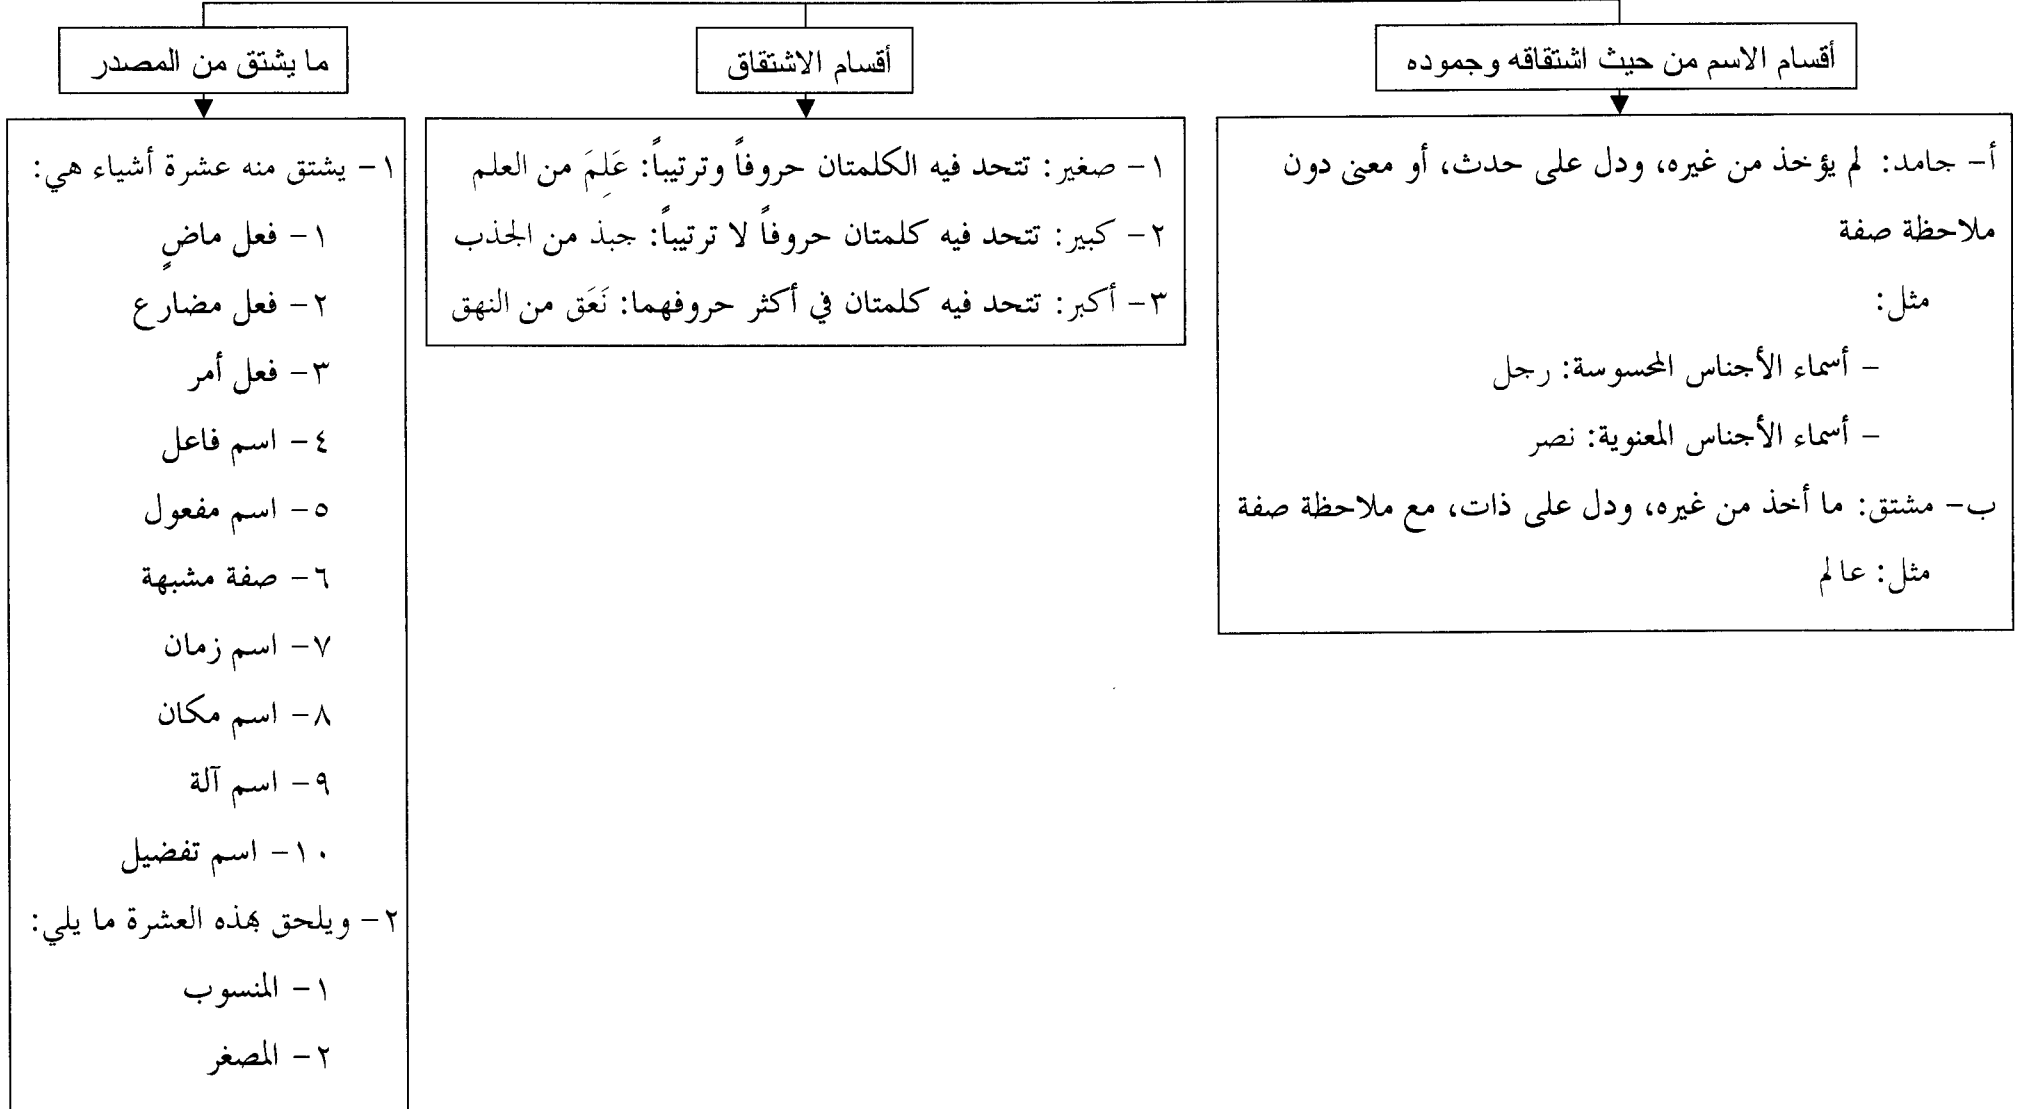 أقسام الاسم من حيث اشتقاقه وجموده
أ- جامد: لم يؤخذ من غيره، ودل على حدث، أو معنى دون
ملاحظة صفة
مثل:
- أسماء الأجناس المحسوسة: رجل
- أسماء الأجناس المعنوية: نصر
ب- مشتق: ما أخذ من غيره، ودل على ذات، مع ملاحظة صفة
مثل: عالم
أقسام الاشتقاق
١- صغير: تتحد فيه الكلمتان حروفاً وترتيباً: عَلِمَ من العلم
٢- كبير: تتحد فيه كلمتان حروفاً لا ترتيباً: جبذ من الجذب
٣- أكبر: تتحد فيه كلمتان في أكثر حروفهما: نَعَق من النهق
ما يشتق من المصدر
١- يشتق منه عشرة أشياء هي:
١- فعل ماضٍ
٢- فعل مضارع
٣- فعل أمر
٤- اسم فاعل
٥- اسم مفعول
٦- صفة مشبهة
٧- اسم زمان
٨- اسم مكان
٩- اسم آلة
١٠- اسم تفضيل
٢- ويلحق بهذه العشرة ما يلي:
١- المنسوب
٢- المصغر